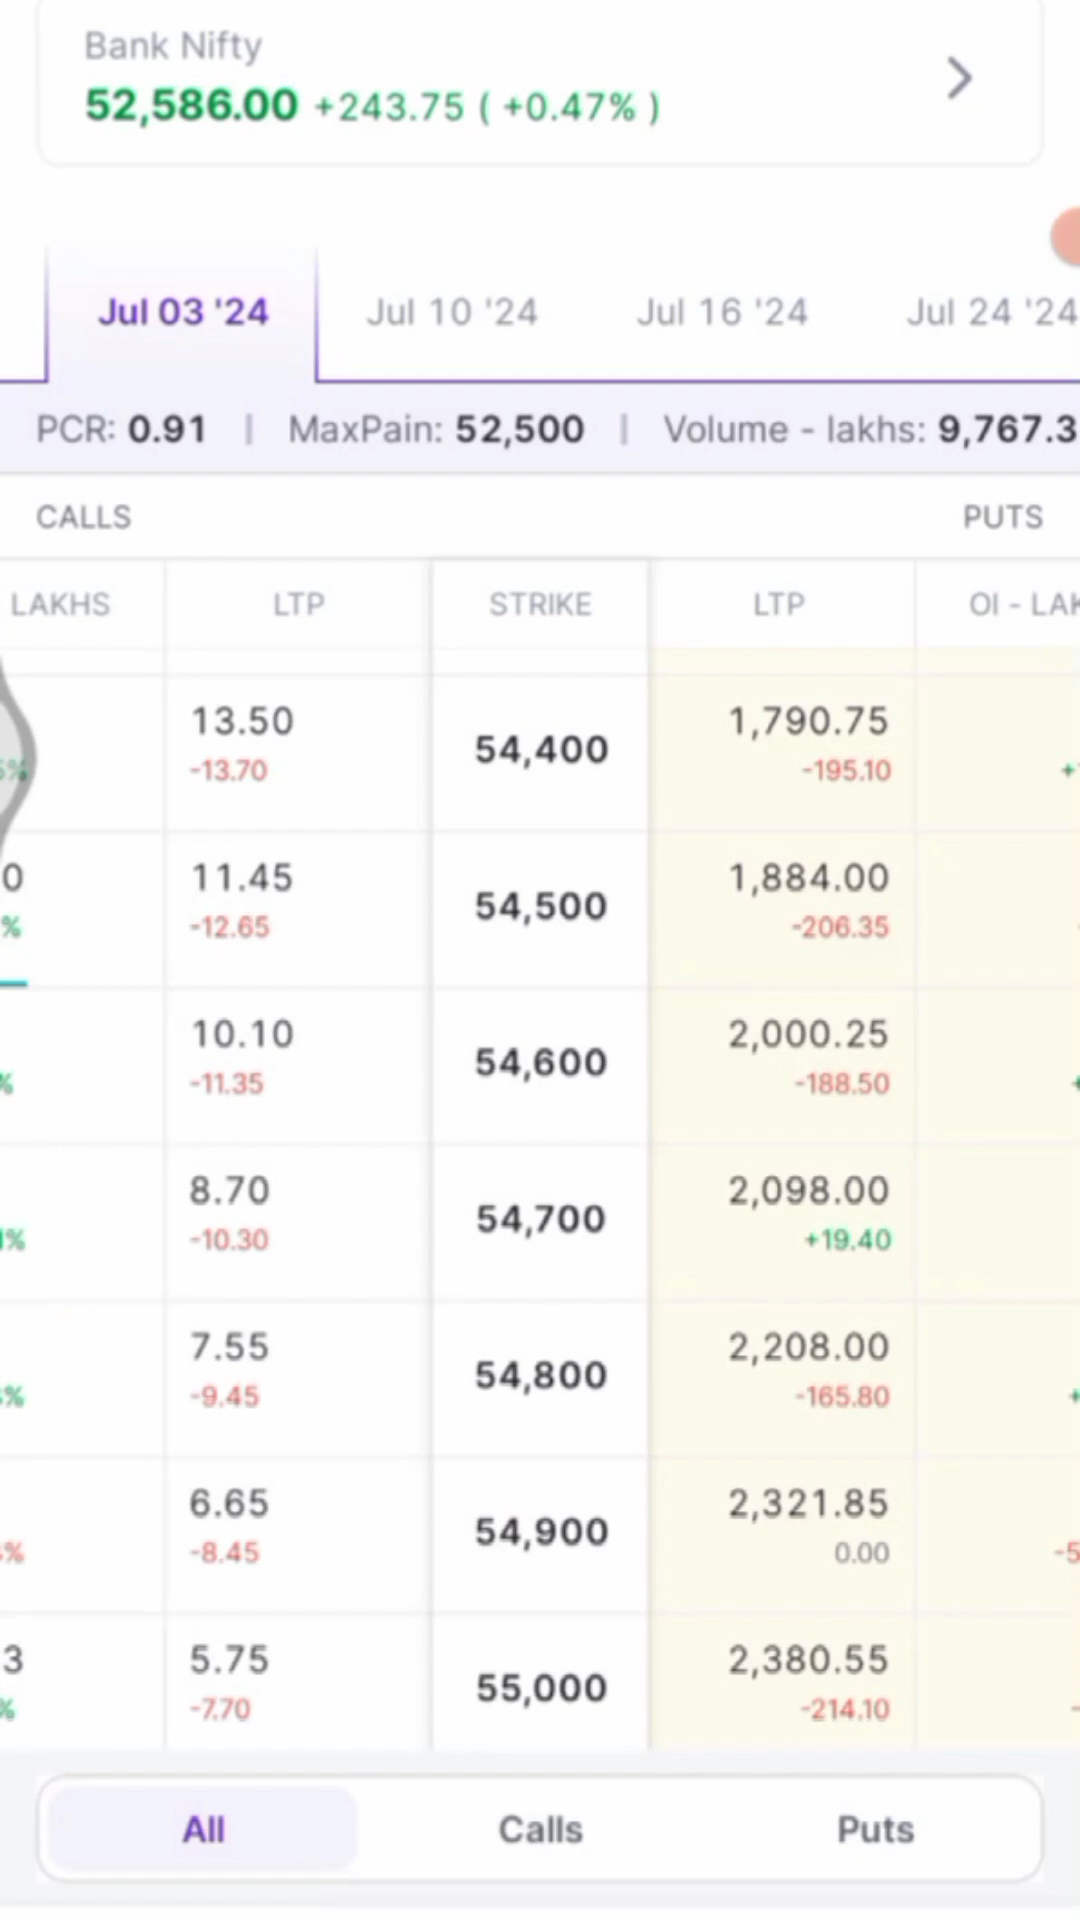 Bank Nifty
52,586.00 +243.75 ( +0.47% )
Jul 03 '24 Jul 10 '24 Jul 16 '24 Jul 24 '24
PCR: 0.91 | MaxPain: 52,500 | Volume - lakhs: 9,767.3
CALLS PUTS
LAKHS LTP STRIKE LTP OI - LAK
13.50 54,400 1,790.75
-13.70 -195.10
0 11.45 54,500 1,884.00
% -12.65 -206.35
10.10 54,600 2,000.25
% -11.35 -188.50
8.70 54,700 2,098.00
% -10.30 +19.40
7.55 54,800 2,208.00
% -9.45 -165.80
6.65 54,900 2,321.85
% -8.45 0.00 -5
3 5.75 55,000 2,380.55
% -7.70 -214.10
All Calls Puts